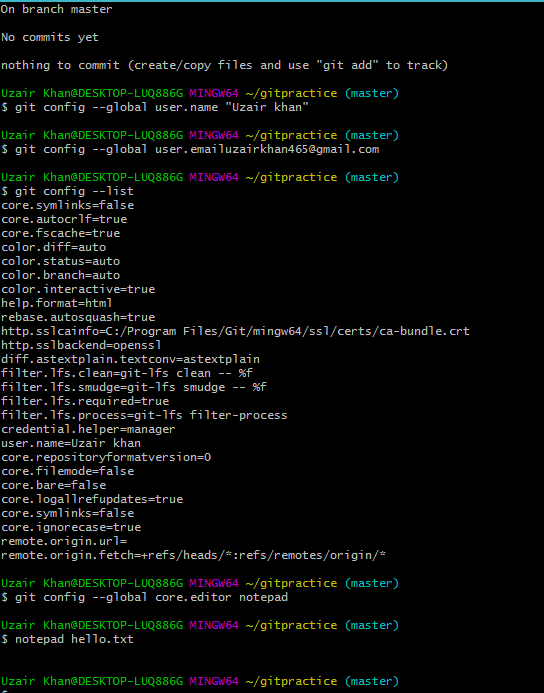 On branch master
No commits yet
nothing to commit (create/copy files and use "git add" to track)
Uzair Khan@DESKTOP-LUQ886G MINGW64 ~/gitpractice (master)
$ git config --global user.name "Uzair khan"
Uzair Khan@DESKTOP-LUQ886G MINGW64 ~/gitpractice (master)
$ git config --global user.emailuzairkhan465@gmail.com
Uzair Khan@DESKTOP-LUQ886G MINGW64 ~/gitpractice (master)
$ git config --list
core.symlinks=false
core.autocrlf=true
core.fscache=true
color.diff=auto
color.status=auto
color.branch=auto
color.interactive=true
help.format=html
rebase.autosquash=true
http.sslcainfo=C:/Program Files/Git/mingw64/ssl/certs/ca-bundle.crt
http.sslbackend=openssl
diff.astextplain.textconv=astextplain
filter.lfs.clean=git-lfs clean -- %f
filter.lfs.smudge=git-lfs smudge -- %f
filter.lfs.required=true
filter.lfs.process=git-lfs filter-process
credential.helper=manager
user.name=Uzair khan
core.repositoryformatversion=0
core.filemode=false
core.bare=false
core.logallrefupdates=true
core.symlinks=false
core.ignorecase=true
remote.origin.url=
remote.origin.fetch=+refs/heads/*:refs/remotes/origin/*
Uzair Khan@DESKTOP-LUQ886G MINGW64 ~/gitpractice (master)
$ git config --global core.editor notepad
Uzair Khan@DESKTOP-LUQ886G MINGW64 ~/gitpractice (master)
$ notepad hello.txt
Uzair Khan@DESKTOP-LUQ886G MINGW64 ~/gitpractice (master)